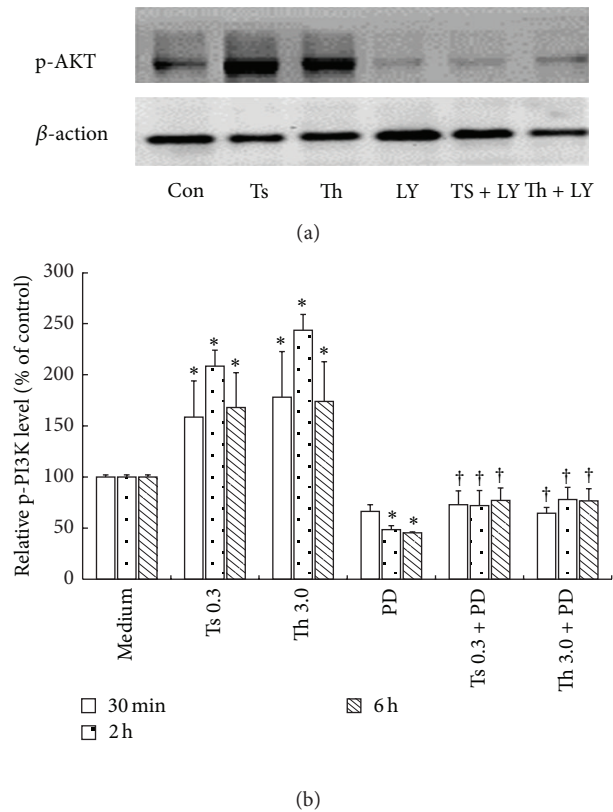 p-AKT
β-action
Con Ts Th LY TS + LY Th + LY
(a)
Relative p-PI3K level (% of control)
300
250
200
150
100
50
0
* * *
* * *
* *
† † †
† † †
Medium
Ts 0.3
Th 3.0
PD
Ts 0.3 + PD
Th 3.0 + PD
30 min
2 h
6 h
(b)